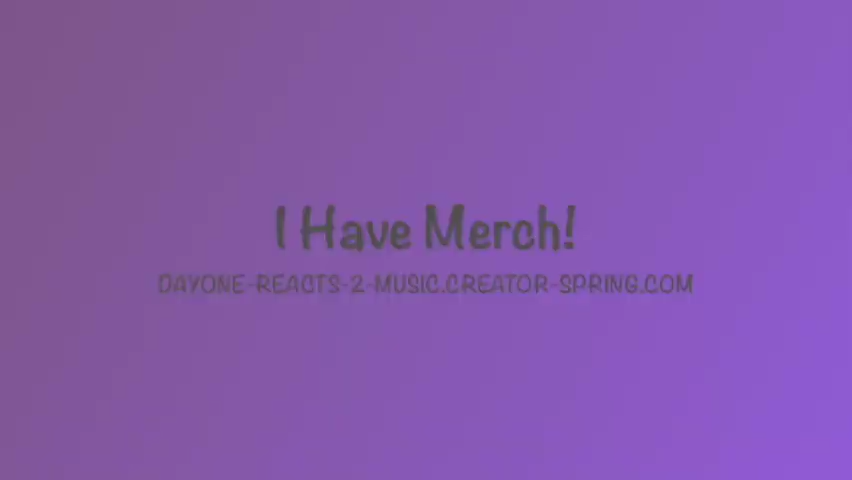 I Have Merch!
DAYONE-REACTS-2-MUSIC.CREATOR-SPRING.COM